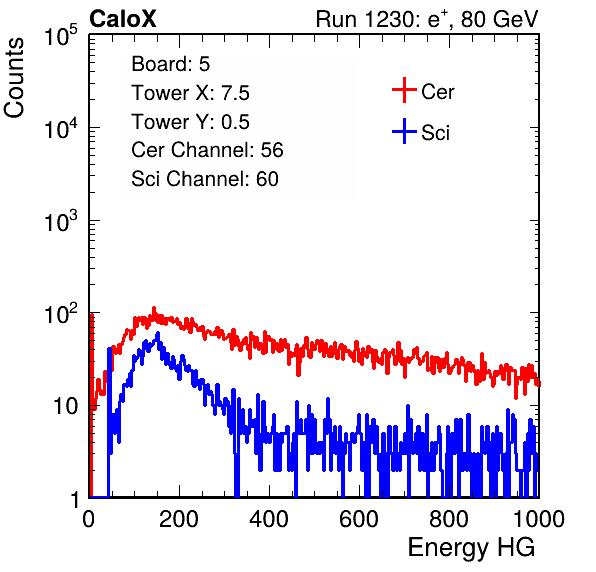 CaloX Run 1230: e+, 80 GeV
Counts
Board: 5
Tower X: 7.5
Tower Y: 0.5
Cer Channel: 56
Sci Channel: 60
Cer
Sci
10^5
10^4
10^3
10^2
10
1
0 200 400 600 800 1000
Energy HG